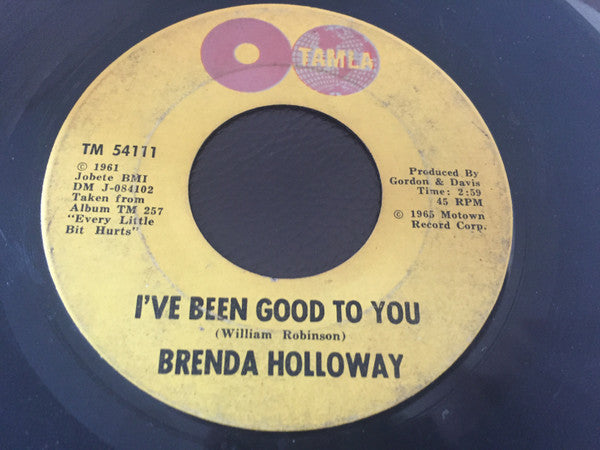 TAMLA
TM 54111
© 1961
Jobete BMI
DM J-084102
Taken from
Album TM 257
"Every Little
Bit Hurts"
Produced By
Gordon & Davis
Time: 2:59
45 RPM
© 1965 Motown
Record Corp.
I'VE BEEN GOOD TO YOU
(William Robinson)
BRENDA HOLLOWAY